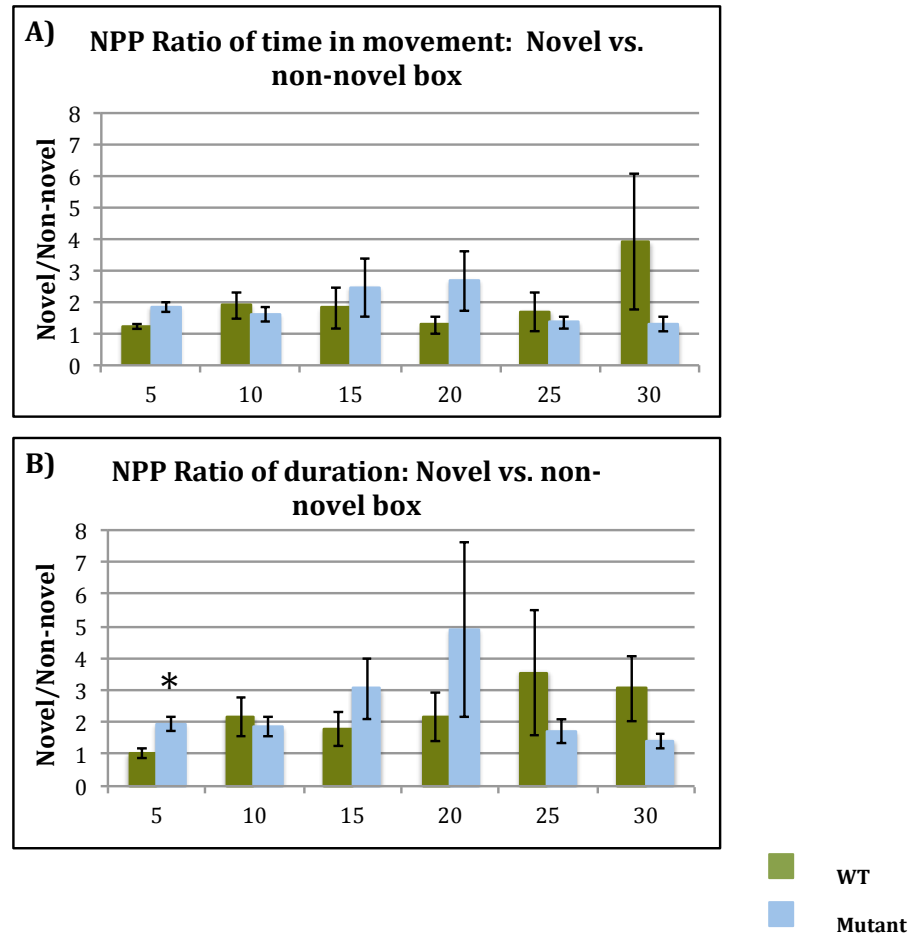 A)
NPP Ratio of time in movement: Novel vs.
non-novel box
Novel/Non-novel
8
7
6
5
4
3
2
1
0
5 10 15 20 25 30
B)
NPP Ratio of duration: Novel vs. non-
novel box
Novel/Non-novel
8
7
6
5
4
3
2
1
0
*
5 10 15 20 25 30
WT
Mutant